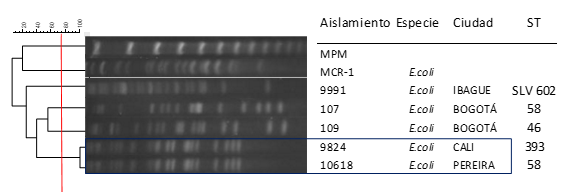 20 40 60 80 100
Aislamiento Especie Ciudad ST
MPM
MCR-1 E.coli
9991 E.coli IBAGUE SLV 602
107 E.coli BOGOTÁ 58
109 E.coli BOGOTÁ 46
9824 E.coli CALI 393
10618 E.coli PEREIRA 58